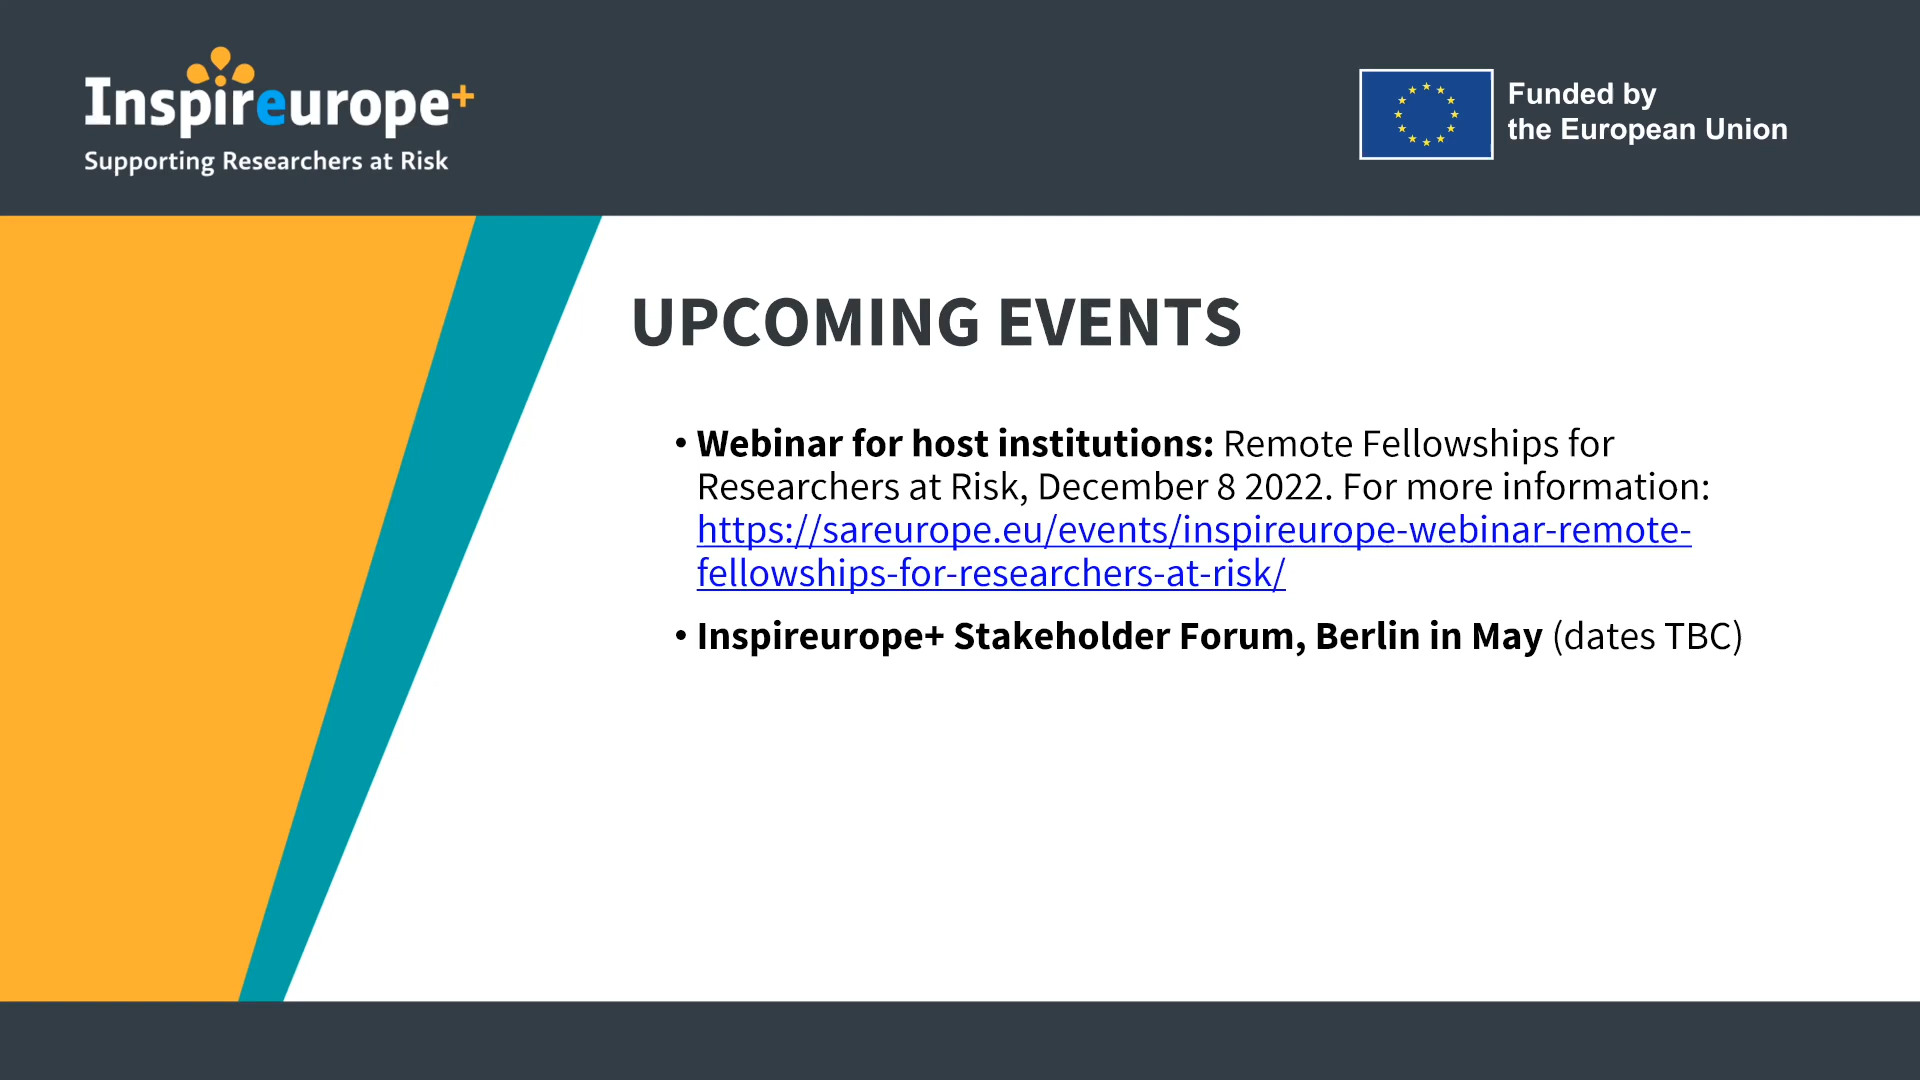 Inspireurope+
Supporting Researchers at Risk
Funded by
the European Union
UPCOMING EVENTS
• Webinar for host institutions: Remote Fellowships for
Researchers at Risk, December 8 2022. For more information:
https://sareurope.eu/events/inspireurope-webinar-remote-
fellowships-for-researchers-at-risk/
• Inspireurope+ Stakeholder Forum, Berlin in May (dates TBC)